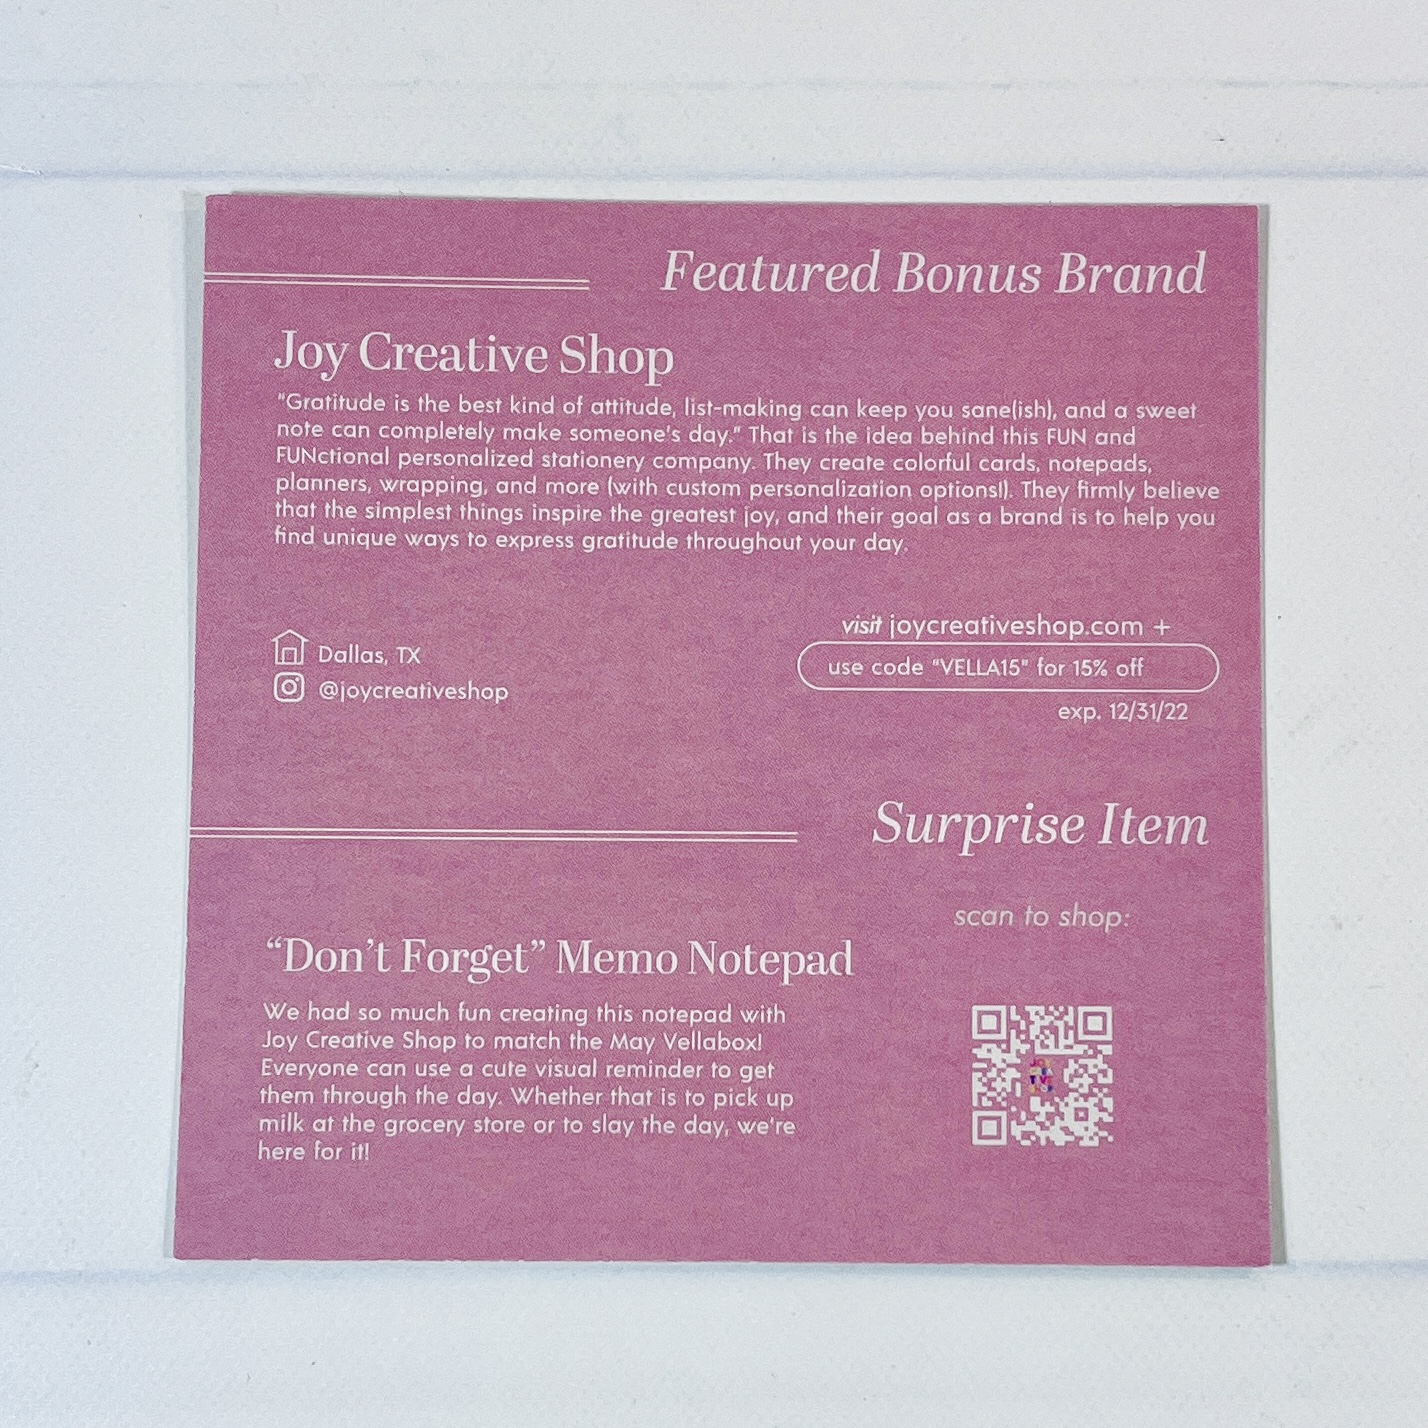 Featured Bonus Brand
Joy Creative Shop
"Gratitude is the best kind of attitude, list-making can keep you sane(ish), and a sweet
note can completely make someone's day." That is the idea behind this FUN and
FUNctional personalized stationery company. They create colorful cards, notepads,
planners, wrapping, and more (with custom personalization options!). They firmly believe
that the simplest things inspire the greatest joy, and their goal as a brand is to help you
find unique ways to express gratitude throughout your day.
visit joycreativeshop.com +
Dallas, TX
use code "VELLA15" for 15% off
@joycreativeshop
exp. 12/31/22
Surprise Item
scan to shop:
“Don’t Forget” Memo Notepad
We had so much fun creating this notepad with
Joy Creative Shop to match the May Vellabox!
Everyone can use a cute visual reminder to get
them through the day. Whether that is to pick up
milk at the grocery store or to slay the day, we're
here for it!